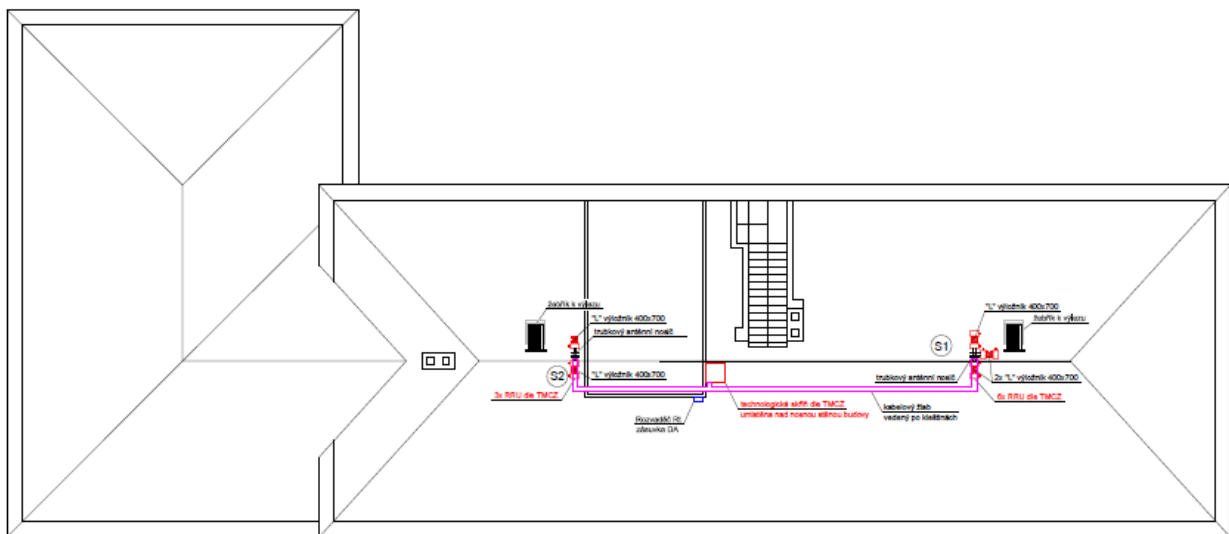 žebřík k výlezu
"L" výložník 400x700
trubkový anténní nosič
S2
"L" výložník 400x700
3x RRU dle TMCZ
Rozvaděč Rt.
zásuvka DA
technologická skříň dle TMCZ
umístěna nad nosnou stěnou budovy
"L" výložník 400x700
žebřík k výlezu
S1
trubkový anténní nosič
2x "L" výložník 400x700
6x RRU dle TMCZ
kabelový žlab
vedený po kleštinách